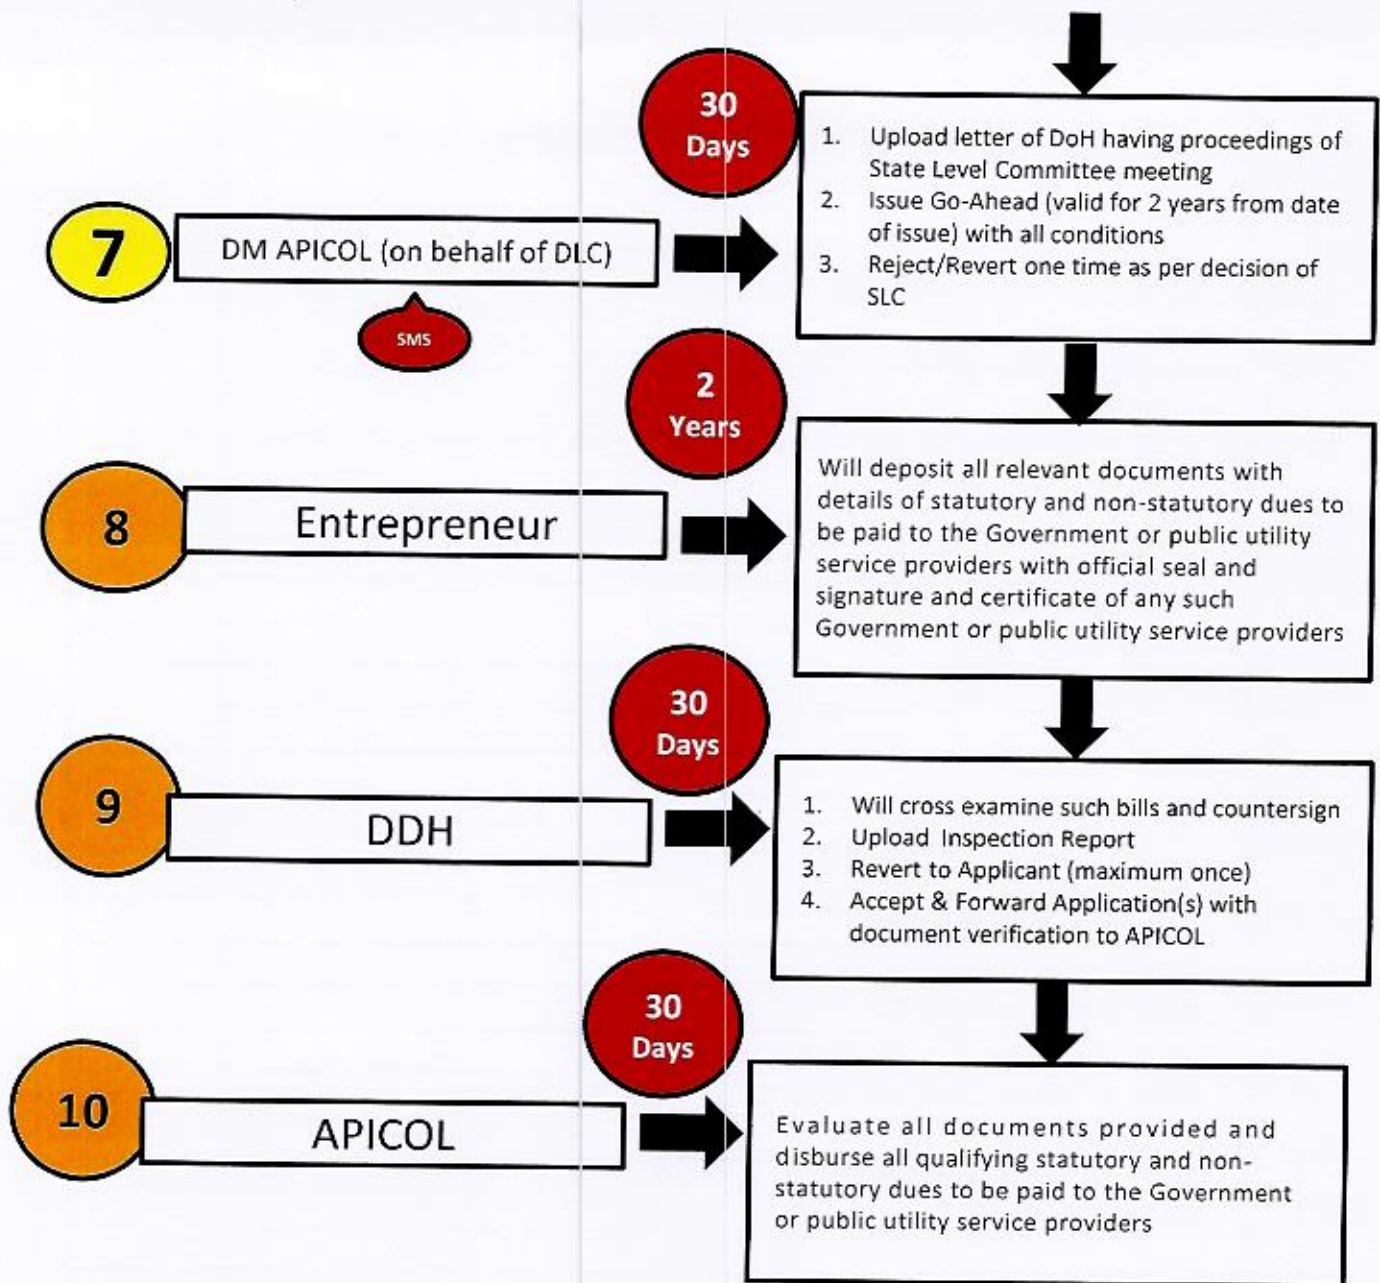 30
Days
1. Upload letter of DoH having proceedings of
State Level Committee meeting
2. Issue Go-Ahead (valid for 2 years from date
of issue) with all conditions
3. Reject/Revert one time as per decision of
SLC
7
DM APICOL (on behalf of DLC)
SMS
2
Years
Will deposit all relevant documents with
details of statutory and non-statutory dues to
be paid to the Government or public utility
service providers with official seal and
signature and certificate of any such
Government or public utility service providers
8
Entrepreneur
30
Days
1. Will cross examine such bills and countersign
2. Upload Inspection Report
3. Revert to Applicant (maximum once)
4. Accept & Forward Application(s) with
document verification to APICOL
9
DDH
30
Days
10
APICOL
Evaluate all documents provided and
disburse all qualifying statutory and non-
statutory dues to be paid to the Government
or public utility service providers